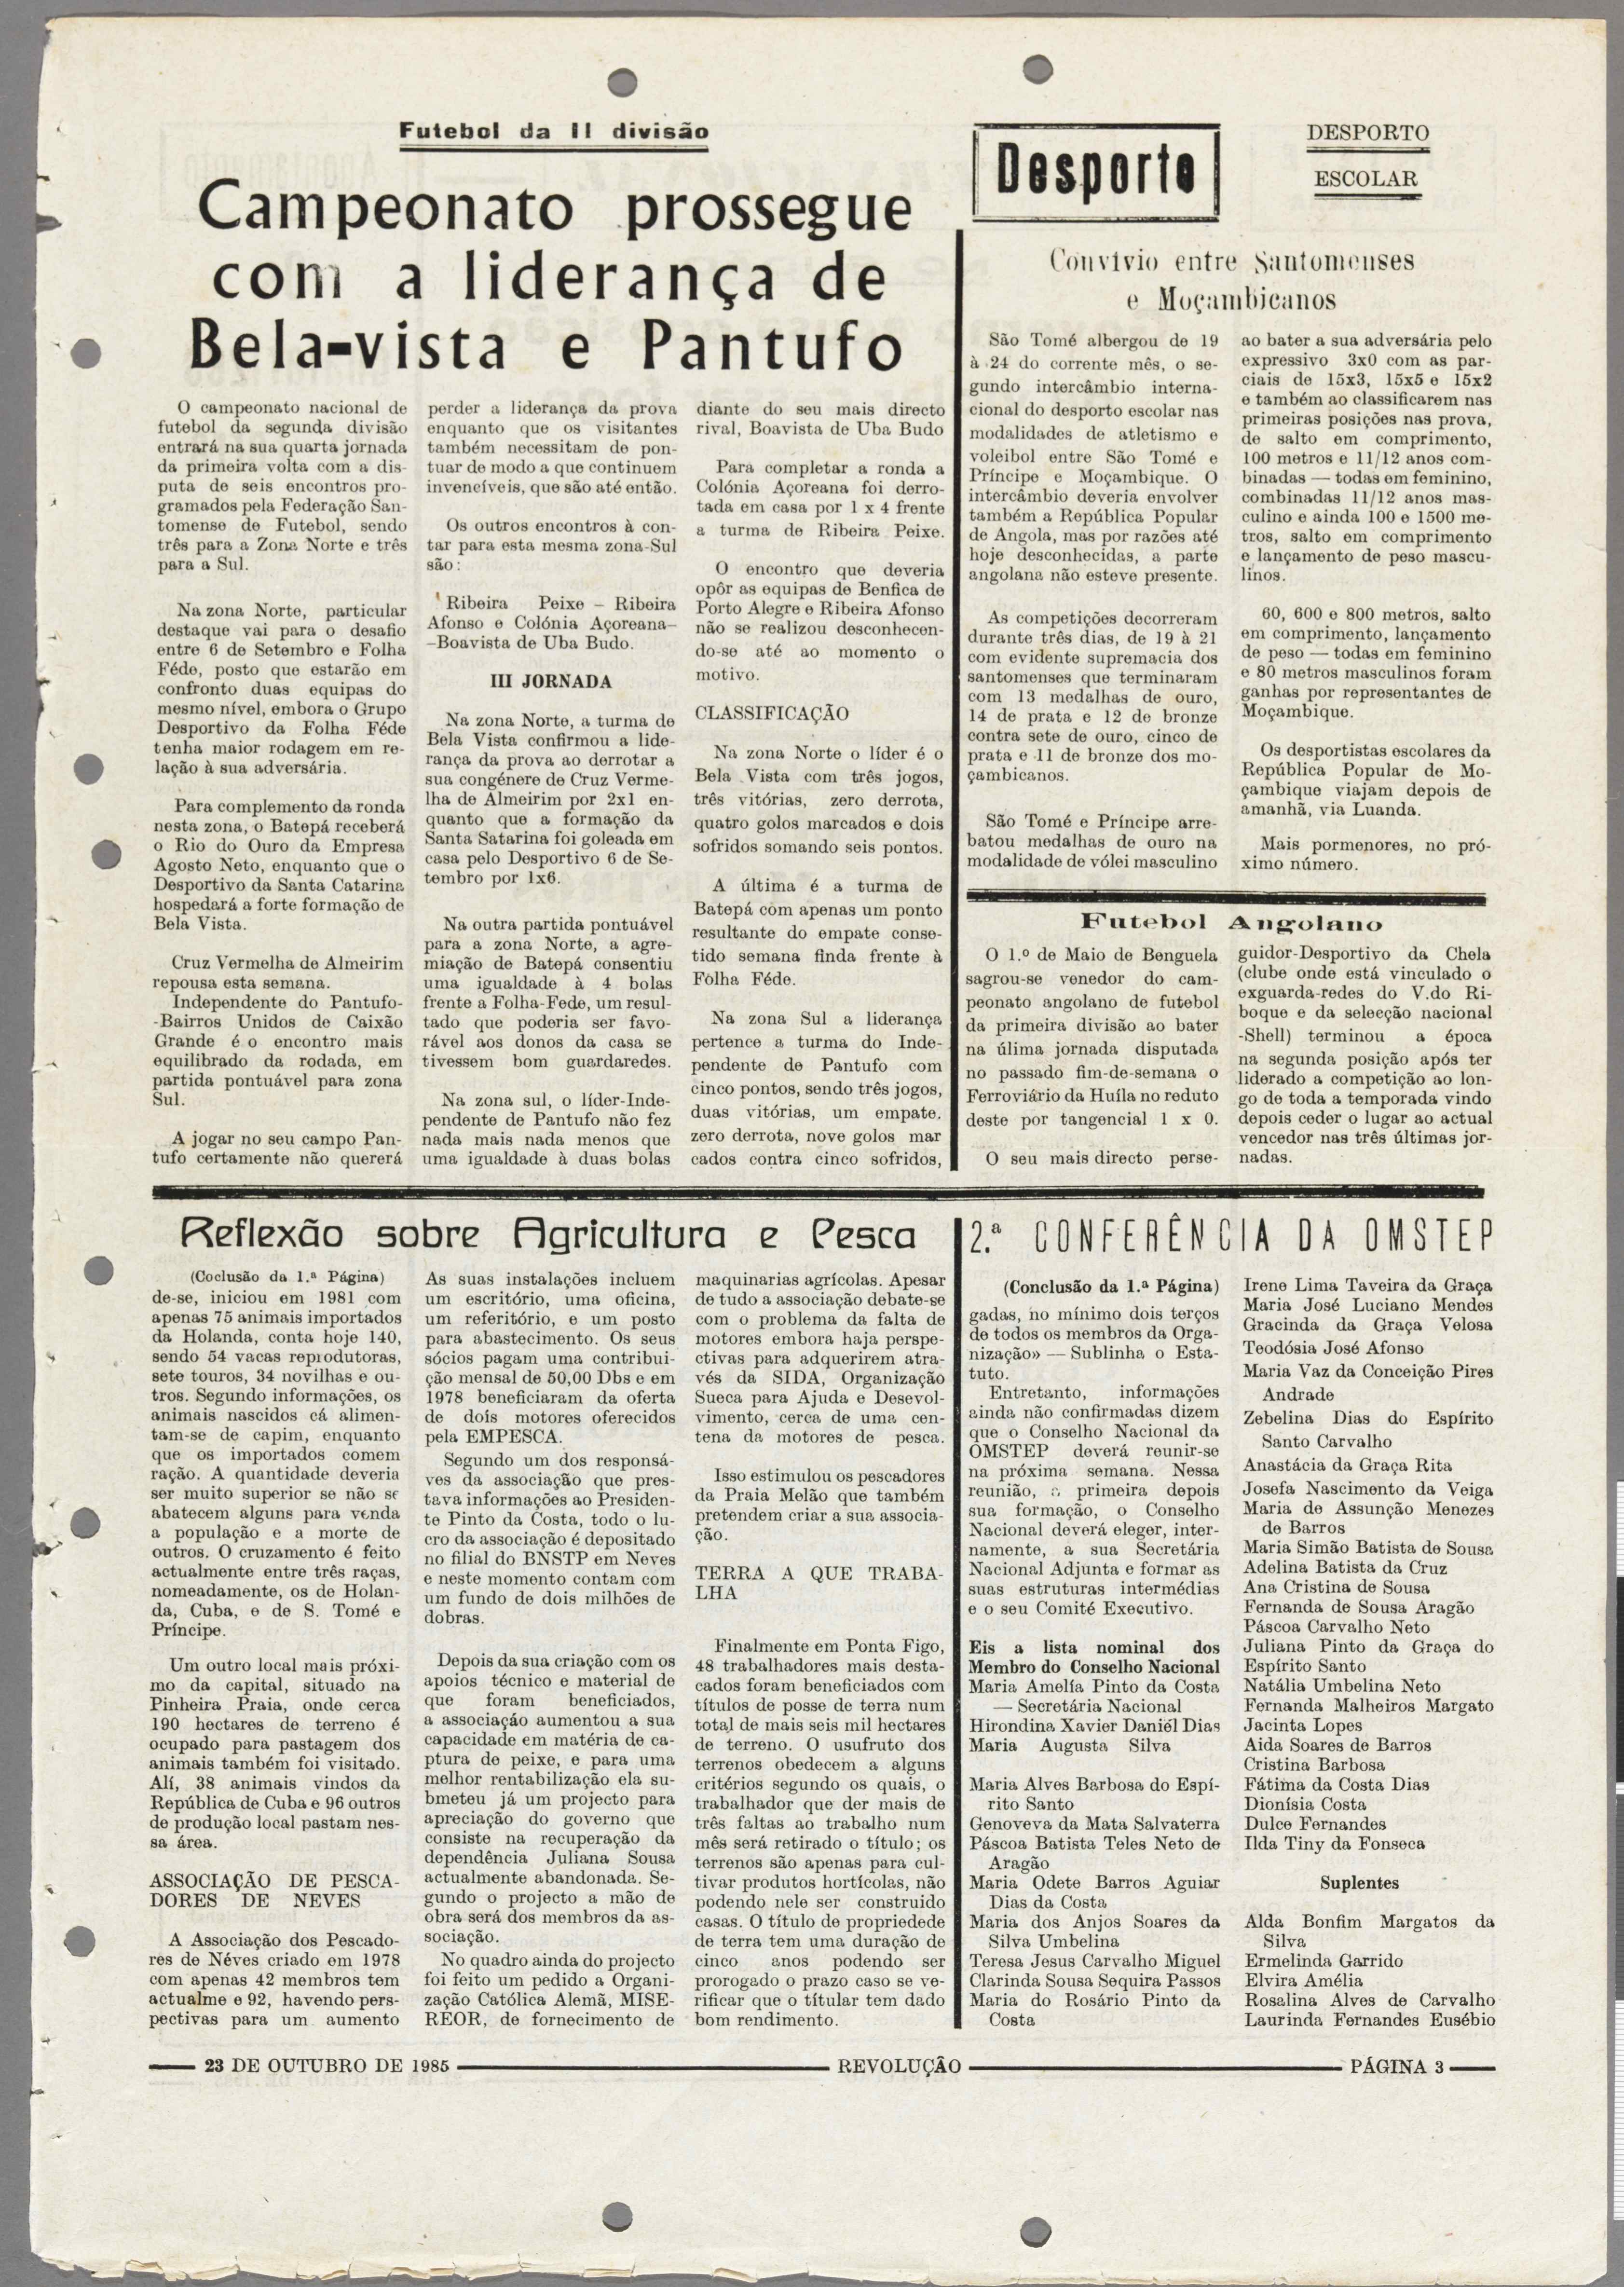 Futebol da II divisão
Campeonato prossegue
com a liderança de
Bela-vista e Pantufo
O campeonato nacional de
futebol da segunda divisão
entrará na sua quarta jornada
da primeira volta com a dis-
puta de seis encontros pro-
gramados pela Federação San-
tomense de Futebol, sendo
três para a Zona Norte e três
para a Sul.
Na zona Norte, particular
destaque vai para o desafio
entre 6 de Setembro e Folha
Féde, posto que estarão em
confronto duas equipas do
mesmo nível, embora o Grupo
Desportivo da Folha Féde
tenha maior rodagem em re-
lação à sua adversária.
Para complemento da ronda
nesta zona, o Batepá receberá
o Rio do Ouro da Empresa
Agosto Neto, enquanto que o
Desportivo da Santa Catarina
hospedará a forte formação de
Bela Vista.
Cruz Vermelha de Almeirim
repousa esta semana.
Independente do Pantufo-
-Bairros Unidos de Caixão
Grande é o encontro mais
equilibrado da rodada, em
partida pontuável para zona
Sul.
A jogar no seu campo Pan-
tufo certamente não quererá
perder a liderança da prova
enquanto que os visitantes
também necessitam de pon-
tuar de modo a que continuem
invencíveis, que são até então.
Os outros encontros à con-
tar para esta mesma zona-Sul
são:
Ribeira Peixe – Ribeira
Afonso e Colónia Açoreana–
–Boavista de Uba Budo.
III JORNADA
Na zona Norte, a turma de
Bela Vista confirmou a lide-
rança da prova ao derrotar a
sua congénere de Cruz Verme-
lha de Almeirim por 2x1 en-
quanto que a formação da
Santa Satarina foi goleada em
casa pelo Desportivo 6 de Se-
tembro por 1x6.
Na outra partida pontuável
para a zona Norte, a agre-
miação de Batepá consentiu
uma igualdade à 4 bolas
frente a Folha-Fede, um resul-
tado que poderia ser favo-
rável aos donos da casa se
tivessem bom guardaredes.
Na zona sul, o líder-Inde-
pendente de Pantufo não fez
nada mais nada menos que
uma igualdade à duas bolas
diante do seu mais directo
rival, Boavista de Uba Budo
Para completar a ronda a
Colónia Açoreana foi derro-
tada em casa por 1 x 4 frente
a turma de Ribeira Peixe.
O encontro que deveria
opôr as equipas de Benfica de
Porto Alegre e Ribeira Afonso
não se realizou desconhecen-
do-se até ao momento o
motivo.
CLASSIFICAÇÃO
Na zona Norte o líder é o
Bela Vista com três jogos,
três vitórias, zero derrota,
quatro golos marcados e dois
sofridos somando seis pontos.
A última é a turma de
Batepá com apenas um ponto
resultante do empate conse-
tido semana finda frente à
Folha Féde.
Na zona Sul a liderança
pertence a turma do Inde-
pendente de Pantufo com
cinco pontos, sendo três jogos,
duas vitórias, um empate,
zero derrota, nove golos mar
cados contra cinco sofridos,
Desporto
DESPORTO
ESCOLAR
Convivio entre Santomenses
e Moçambicanos
São Tomé albergou de 19
à 24 do corrente mês, o se-
gundo intercâmbio interna-
cional do desporto escolar nas
modalidades de atletismo e
voleibol entre São Tomé e
Príncipe e Moçambique. O
intercâmbio deveria envolver
também a República Popular
de Angola, mas por razões até
hoje desconhecidas, a parte
angolana não esteve presente.
As competições decorreram
durante três dias, de 19 à 21
com evidente supremacia dos
santomenses que terminaram
com 13 medalhas de ouro,
14 de prata e 12 de bronze
contra sete de ouro, cinco de
prata e 11 de bronze dos mo-
çambicanos.
São Tomé e Príncipe arre-
batou medalhas de ouro na
modalidade de vólei masculino
ao bater a sua adversária pelo
expressivo 3x0 com as par-
ciais de 15x3, 15x5 e 15x2
e também ao classificarem nas
primeiras posições nas prova,
de salto em comprimento,
100 metros e 11/12 anos com-
binadas — todas em feminino,
combinadas 11/12 anos mas-
culino e ainda 100 e 1500 me-
tros, salto em comprimento
e lançamento de peso mascu-
linos.
60, 600 e 800 metros, salto
em comprimento, lançamento
de peso — todas em feminino
e 80 metros masculinos foram
ganhas por representantes de
Moçambique.
Os desportistas escolares da
República Popular de Mo-
çambique viajam depois de
amanhã, via Luanda.
Mais pormenores, no pró-
ximo número.
Futebol Angolano
O 1.º de Maio de Benguela
sagrou-se venedor do cam-
peonato angolano de futebol
da primeira divisão ao bater
na úlima jornada disputada
no passado fim-de-semana o
Ferroviário da Huíla no reduto
deste por tangencial 1 x 0.
O seu mais directo perse-
guidor-Desportivo da Chela
(clube onde está vinculado o
exguarda-redes do V.do Ri-
boque e da selecção nacional
-Shell) terminou a época
na segunda posição após ter
liderado a competição ao lon-
go de toda a temporada vindo
depois ceder o lugar ao actual
vencedor nas três últimas jor-
nadas.
Reflexão sobre Agricultura e Pesca
(Coclusão da 1.ª Página)
de-se, iniciou em 1981 com
apenas 75 animais importados
da Holanda, conta hoje 140,
sendo 54 vacas reprodutoras,
sete touros, 34 novilhas e ou-
tros. Segundo informações, os
animais nascidos cá alimen-
tam-se de capim, enquanto
que os importados comem
ração. A quantidade deveria
ser muito superior se não se
abatecem alguns para venda
a população e a morte de
outros. O cruzamento é feito
actualmente entre três raças,
nomeadamente, os de Holan-
da, Cuba, e de S. Tomé e
Príncipe.
Um outro local mais próxi-
mo da capital, situado na
Pinheira Praia, onde cerca
190 hectares de terreno é
ocupado para pastagem dos
animais também foi visitado.
Alí, 38 animais vindos da
República de Cuba e 96 outros
de produção local pastam nes-
sa área.
ASSOCIAÇÃO DE PESCA-
DORES DE NEVES
A Associação dos Pescado-
res de Néves criado em 1978
com apenas 42 membros tem
actualme e 92, havendo pers-
pectivas para um aumento
As suas instalações incluem
um escritório, uma oficina,
um referitório, e um posto
para abastecimento. Os seus
sócios pagam uma contribui-
ção mensal de 50,00 Dbs e em
1978 beneficiaram da oferta
de doís motores oferecidos
pela EMPESCA.
Segundo um dos responsá-
ves da associação que pres-
tava informações ao Presiden-
te Pinto da Costa, todo o lu-
cro da associação é depositado
no filial do BNSTP em Neves
e neste momento contam com
um fundo de dois milhões de
dobras.
Depois da sua criação com os
apoios técnico e material de
que foram beneficiados,
a associação aumentou a sua
capacidade em matéria de ca-
ptura de peixe, e para uma
melhor rentabilização ela su-
bmeteu já um projecto para
apreciação do governo que
consiste na recuperação da
dependência Juliana Sousa
actualmente abandonada. Se-
gundo o projecto a mão de
obra será dos membros da as-
sociação.
No quadro ainda do projecto
foi feito um pedido a Organi-
zação Católica Alemã, MISE-
REOR, de fornecimento de
maquinarias agrícolas. Apesar
de tudo a associação debate-se
com o problema da falta de
motores embora haja perspe-
ctivas para adquerirem atra-
vés da SIDA, Organização
Sueca para Ajuda e Desevol-
vimento, cerca de uma cen-
tena da motores de pesca.
Isso estimulou os pescadores
da Praia Melão que também
pretendem criar a sua associa-
ção.
TERRA A QUE TRABA-
LHA
Finalmente em Ponta Figo,
48 trabalhadores mais desta-
cados foram beneficiados com
títulos de posse de terra num
total de mais seis mil hectares
de terreno. O usufruto dos
terrenos obedecem a alguns
critérios segundo os quais, o
trabalhador que der mais de
três faltas ao trabalho num
mês será retirado o título; os
terrenos são apenas para cul-
tivar produtos hortícolas, não
podendo nele ser construido
casas. O título de propriedede
de terra tem uma duração de
cinco anos podendo ser
prorogado o prazo caso se ve-
rificar que o títular tem dado
bom rendimento.
2.ª CONFERÊNCIA DA OMSTEP
(Conclusão da 1.ª Página)
gadas, no mínimo dois terços
de todos os membros da Orga-
nização» — Sublinha o Esta-
tuto.
Entretanto, informações
ainda não confirmadas dizem
que o Conselho Nacional da
OMSTEP deverá reunir-se
na próxima semana. Nessa
reunião, a primeira depois
sua formação, o Conselho
Nacional deverá eleger, inter-
namente, a sua Secretária
Nacional Adjunta e formar as
suas estruturas intermédias
e o seu Comité Executivo.
Eis a lista nominal dos
Membro do Conselho Nacional
Maria Amelía Pinto da Costa
— Secretária Nacional
Hirondina Xavier Daniél Dias
Maria Augusta Silva
Maria Alves Barbosa do Espí-
rito Santo
Genoveva da Mata Salvaterra
Páscoa Batista Teles Neto de
Aragão
Maria Odete Barros Aguiar
Dias da Costa
Maria dos Anjos Soares da
Silva Umbelina
Teresa Jesus Carvalho Miguel
Clarinda Sousa Sequira Passos
Maria do Rosário Pinto da
Costa
Irene Lima Taveira da Graça
Maria José Luciano Mendes
Gracinda da Graça Velosa
Teodósia José Afonso
Maria Vaz da Conceição Pires
Andrade
Zebelina Dias do Espírito
Santo Carvalho
Anastácia da Graça Rita
Josefa Nascimento da Veiga
Maria de Assunção Menezes
de Barros
Maria Simão Batista de Sousa
Adelina Batista da Cruz
Ana Cristina de Sousa
Fernanda de Sousa Aragão
Páscoa Carvalho Neto
Juliana Pinto da Graça do
Espírito Santo
Natália Umbelina Neto
Fernanda Malheiros Margato
Jacinta Lopes
Aida Soares de Barros
Cristina Barbosa
Fátima da Costa Dias
Dionísia Costa
Dulce Fernandes
Ilda Tiny da Fonseca
Suplentes
Alda Bonfim Margatos da
Silva
Ermelinda Garrido
Elvira Amélia
Rosalina Alves de Carvalho
Laurinda Fernandes Eusébio
23 DE OUTUBRO DE 1985
REVOLUÇÃO
PÁGINA 3